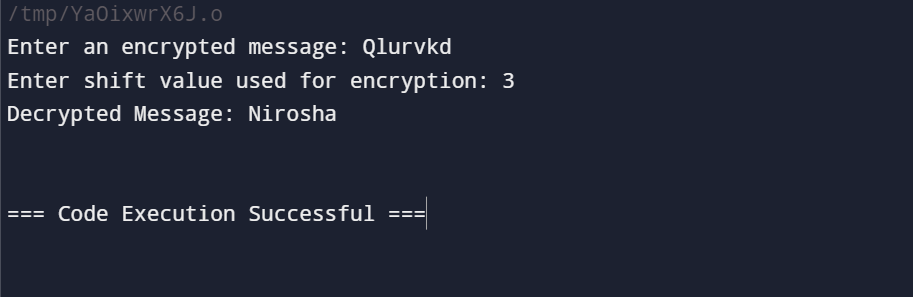 /tmp/YaOixwrX6J.o
Enter an encrypted message: Qlurvkd
Enter shift value used for encryption: 3
Decrypted Message: Nirosha
=== Code Execution Successful ===